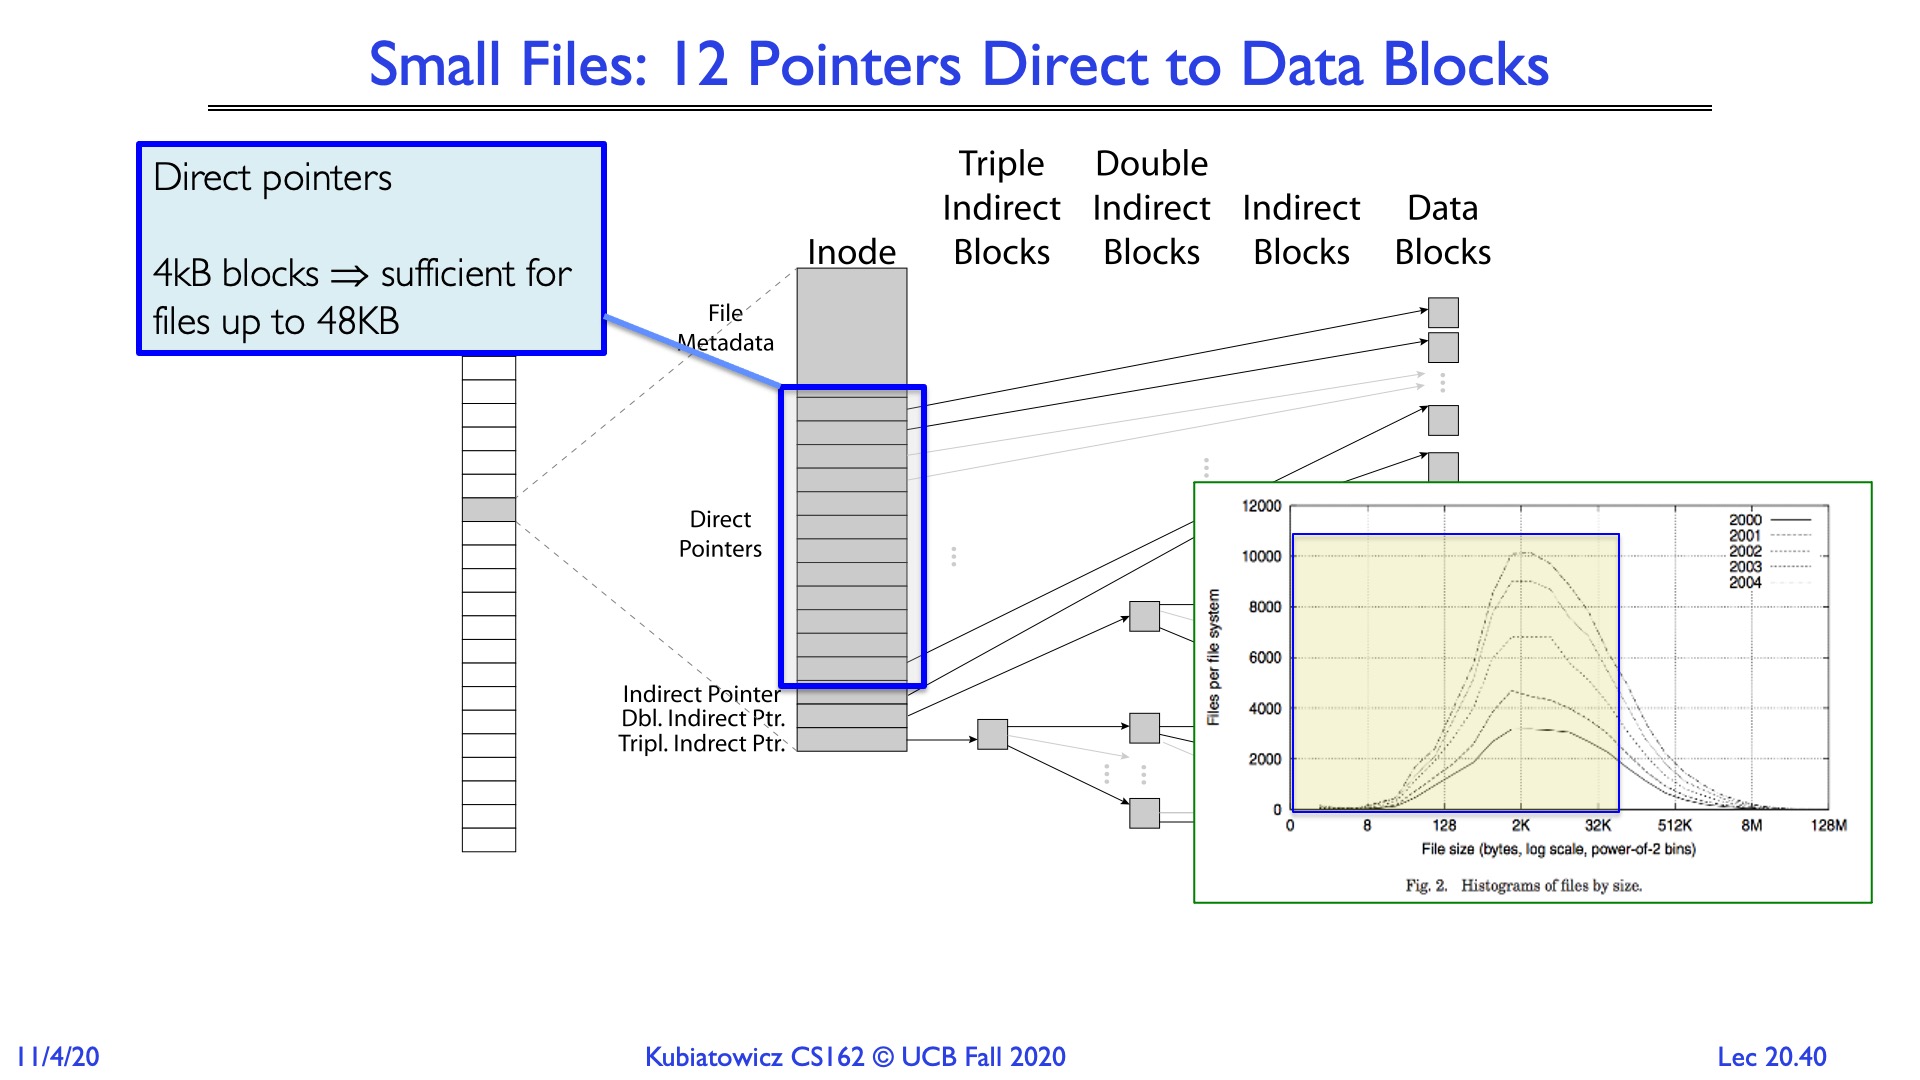 Small Files: 12 Pointers Direct to Data Blocks
Direct pointers
4kB blocks ⇒ sufficient for
files up to 48KB
Triple
Indirect
Blocks
Double
Indirect
Blocks
Indirect
Blocks
Data
Blocks
Inode
File
Metadata
Direct
Pointers
Indirect Pointer
Dbl. Indirect Ptr.
Tripl. Indrect Ptr.
12000
10000
8000
6000
4000
2000
0
Files per file system
2000
2001
2002
2003
2004
0 8 128 2K 32K 512K 8M 128M
File size (bytes, log scale, power-of-2 bins)
Fig. 2. Histograms of files by size.
11/4/20
Kubiatowicz CS162 © UCB Fall 2020
Lec 20.40